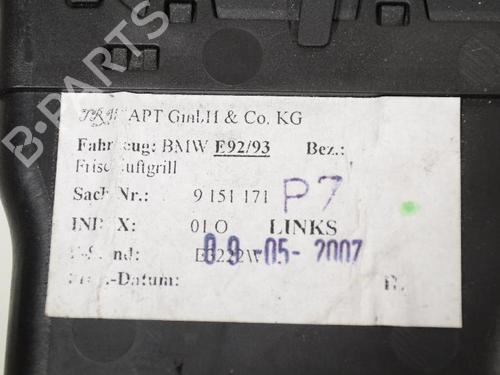 B-PARTS
TRW APT GmbH & Co. KG
Fahrzeug: BMW E92/93 Bez.:
Frischluftgrill
Sach Nr.: 9 151 171 P7
INDEX: 01 O LINKS
09-05-2007
-Datum: